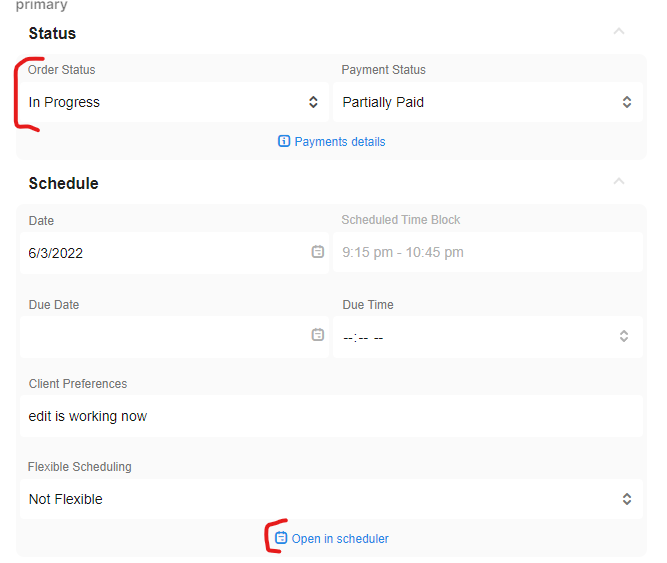 primary
Status
Order Status Payment Status
In Progress Partially Paid
Payments details
Schedule
Date Scheduled Time Block
6/3/2022 9:15 pm - 10:45 pm
Due Date Due Time
--:-- --
Client Preferences
edit is working now
Flexible Scheduling
Not Flexible
Open in scheduler